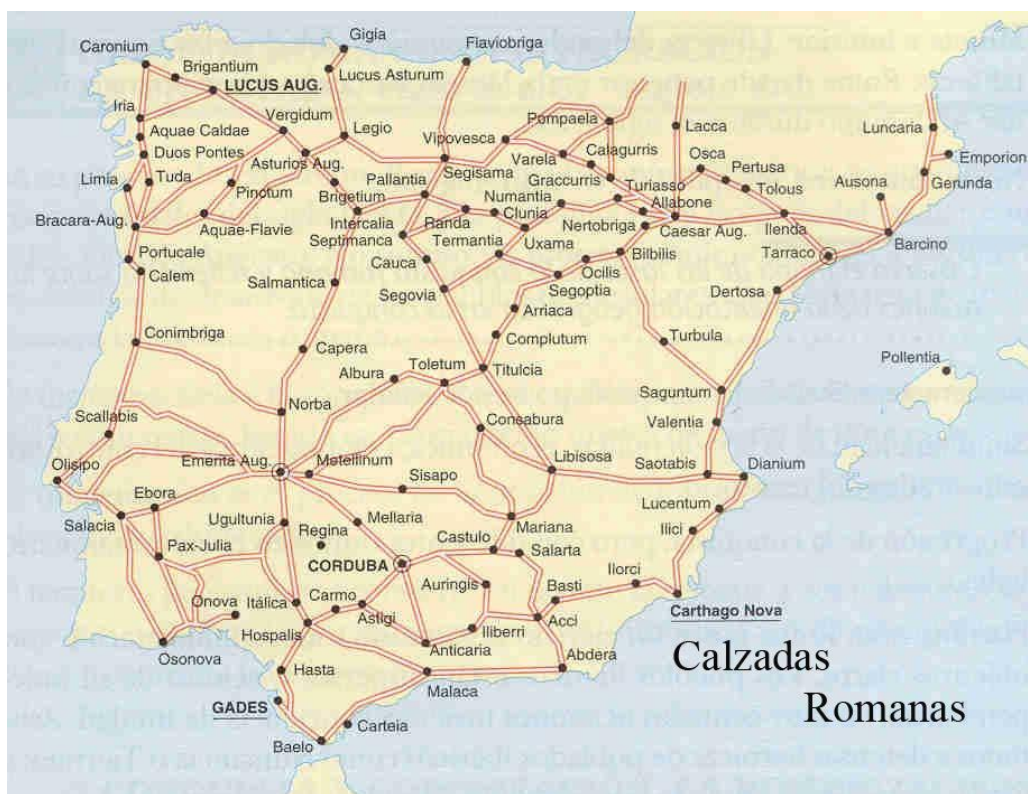 Gigia
Flaviobriga
Caronium
Brigantium
Lucus Asturum
LUCUS AUG.
Iria
Vergidum
Pompaela
Lacca
Luncaria
Aquae Caldae
Legio
Vipovesca
Calagurris
Duos Pontes
Varela
Osca
Emporion
Asturios Aug.
Segisama
Pertusa
Limia
Tuda
Pallantia
Graccurris
Turiasso
Tolous
Ausona
Gerunda
Pinotum
Brigetium
Numantia
Allabone
Bracara-Aug.
Aquae-Flavie
Intercalia
Randa
Clunia
Nertobriga
Caesar Aug.
Ilenda
Septimanca
Termantia
Uxama
Barcino
Portucale
Cauca
Bilbilis
Tarraco
Calem
Ocilis
Salmantica
Segovia
Segoptia
Dertosa
Arriaca
Conimbriga
Complutum
Turbula
Capera
Toletum
Pollentia
Albura
Titulcia
Saguntum
Norba
Scallabis
Consabura
Valentia
Olisipo
Emerita Aug.
Metellinum
Libisosa
Saotabis
Dianium
Ebora
Sisapo
Lucentum
Salacia
Ugultunia
Mellaria
Mariana
Regina
Ilici
Pax-Julia
Castulo
Salarta
CORDUBA
Ilorci
Auringis
Basti
Onova
Itálica
Carmo
Carthago Nova
Astigi
Acci
Hospalis
Iliberri
Osonova
Anticaria
Hasta
Abdera
Calzadas
Malaca
GADES
Romanas
Carteia
Baelo